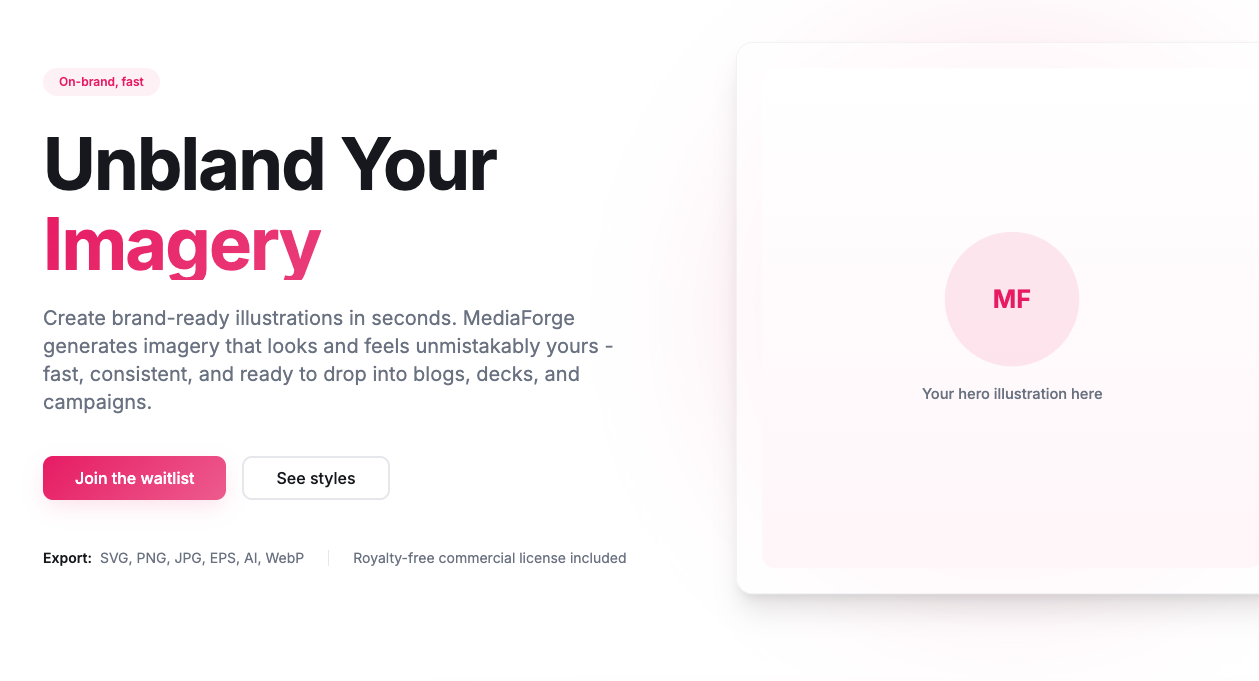 On-brand, fast
Unbland Your
Imagery
Create brand-ready illustrations in seconds. MediaForge
generates imagery that looks and feels unmistakably yours -
fast, consistent, and ready to drop into blogs, decks, and
campaigns.
Join the waitlist
See styles
Export: SVG, PNG, JPG, EPS, AI, WebP
Royalty-free commercial license included
MF
Your hero illustration here